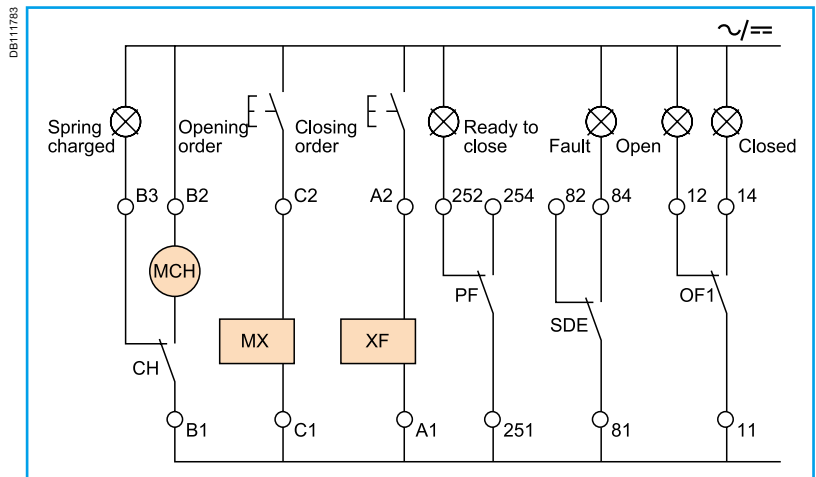 DB111783
~/==
Spring
charged
Opening
order
Closing
order
Ready to
close
Fault
Open
Closed
B3
B2
C2
A2
252
254
82
84
12
14
MCH
PF
OF1
SDE
MX
XF
CH
B1
C1
A1
251
81
11